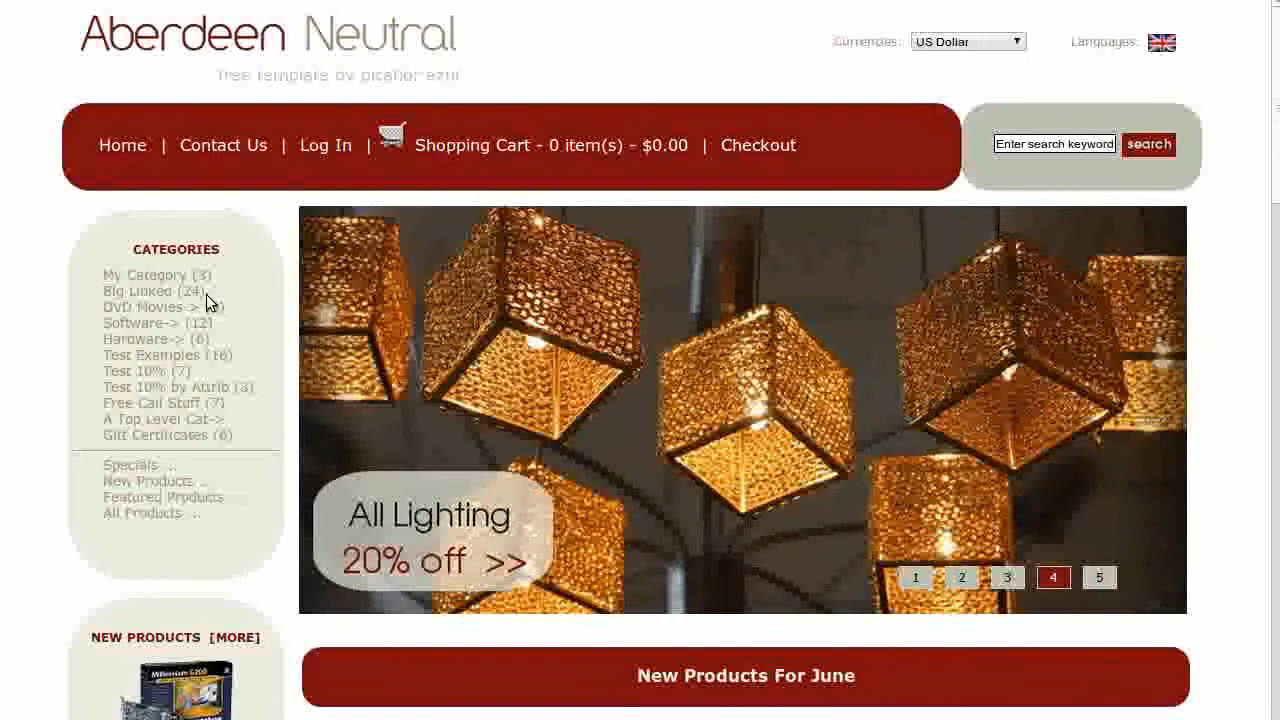 Aberdeen Neutral
free template by picaflor azul
Currencies: US Dollar Languages:
Home | Contact Us | Log In | Shopping Cart - 0 item(s) - $0.00 | Checkout
Enter search keyword search
CATEGORIES
My Category (3)
Big Linked (24)
DVD Movies->
Software-> (12)
Hardware-> (6)
Test Examples (16)
Test 10% (7)
Test 10% by Attrib (3)
Free Call Stuff (7)
A Top Level Cat->
Gift Certificates (6)
Specials ...
New Products ...
Featured Products ...
All Products ...
All Lighting
20% off >>
1 2 3 4 5
NEW PRODUCTS [MORE]
Millennium G200
New Products For June